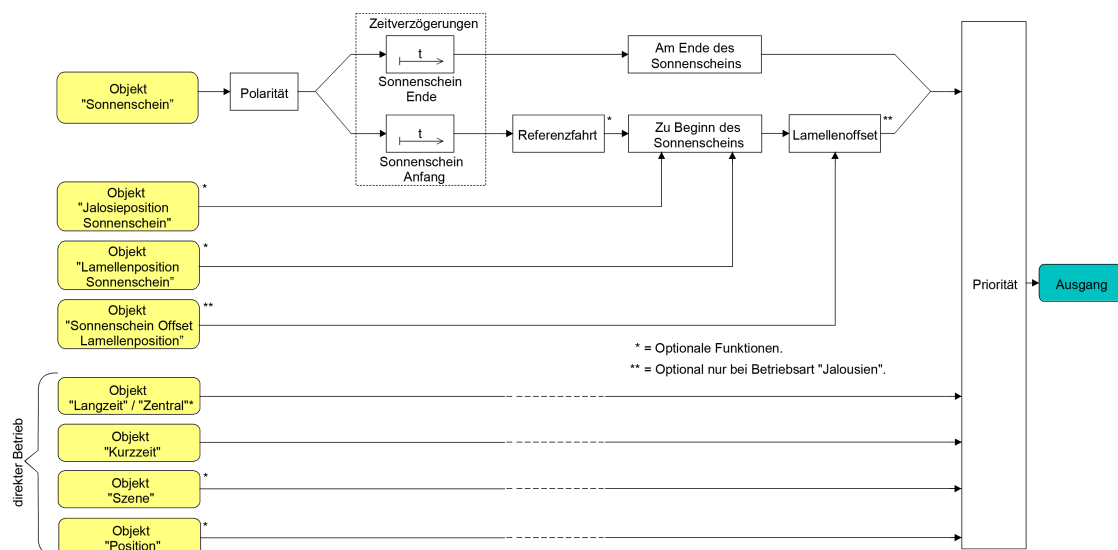 Zeitverzögerungen
t
Sonnenschein
Ende
Am Ende des
Sonnenscheins
Objekt
"Sonnenschein"
Polarität
t
Sonnenschein
Anfang
Referenzfahrt
*
Zu Beginn des
Sonnenscheins
Lamellenoffset
**
Objekt
"Jalosieposition
Sonnenschein"
*
Objekt
"Lamellenposition
Sonnenschein"
*
Objekt
"Sonnenschein Offset
Lamellenposition"
**
Priorität
Ausgang
* = Optionale Funktionen.
** = Optional nur bei Betriebsart "Jalousien".
direkter Betrieb
Objekt
"Langzeit" / "Zentral"*
Objekt
"Kurzzeit"
Objekt
"Szene"
*
Objekt
"Position"
*